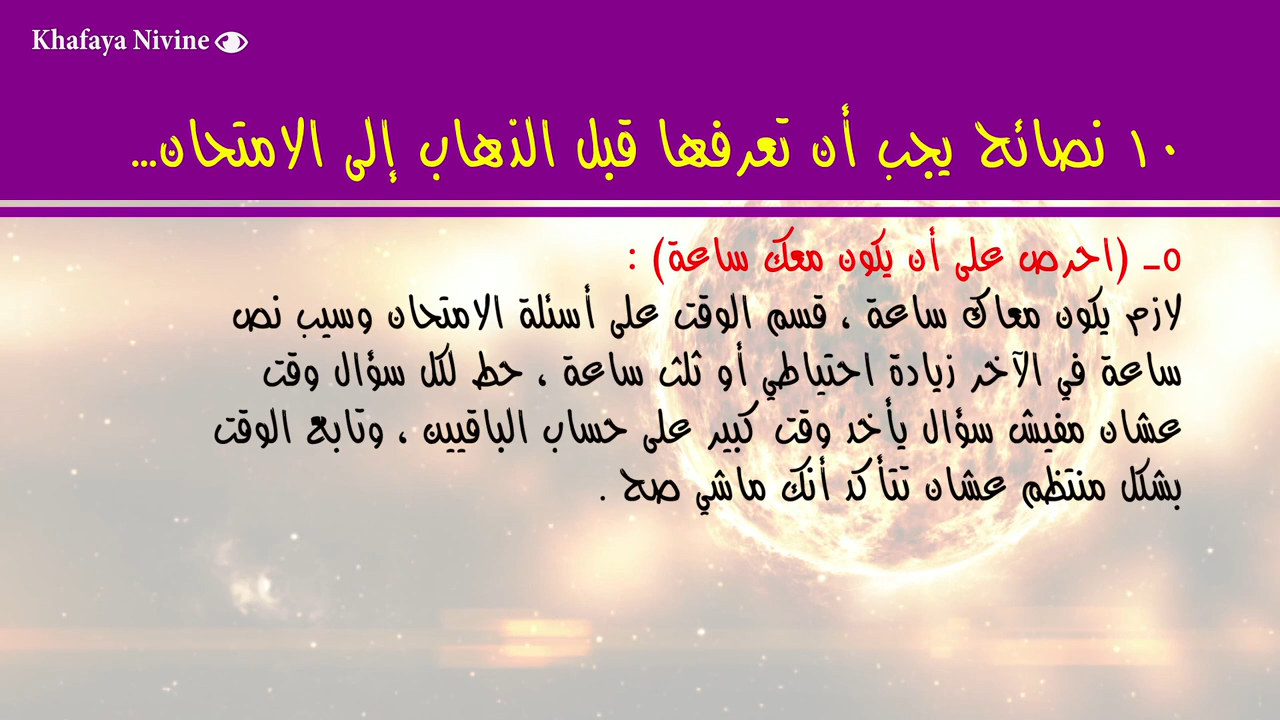 Khafaya Nivine
١٠ نصائح يجب أن تعرفها قبل الذهاب إلى الامتحان...
٥- (احرص على أن يكون معك ساعة) :
لازم يكون معاك ساعة ، قسم الوقت على أسئلة الامتحان وسيب نص
ساعة في الآخر زيادة احتياطي أو ثلث ساعة ، حط لكل سؤال وقت
عشان مفيش سؤال يأخد وقت كبير على حساب الباقيين ، وتابع الوقت
بشكل منتظم عشان تتأكد أنك ماشي صح .